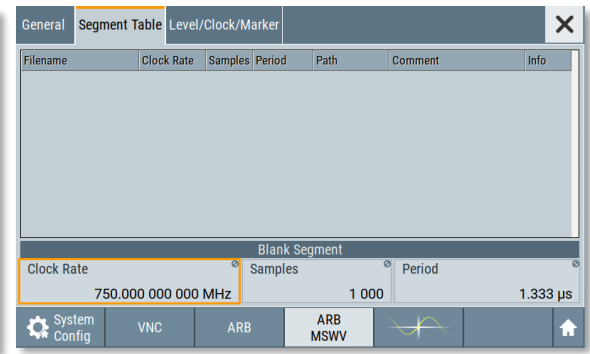 General Segment Table Level/Clock/Marker
Filename Clock Rate Samples Period Path Comment Info
Blank Segment
Clock Rate Samples Period
750.000 000 000 MHz 1 000 1.333 µs
System Config VNC ARB ARB MSWV